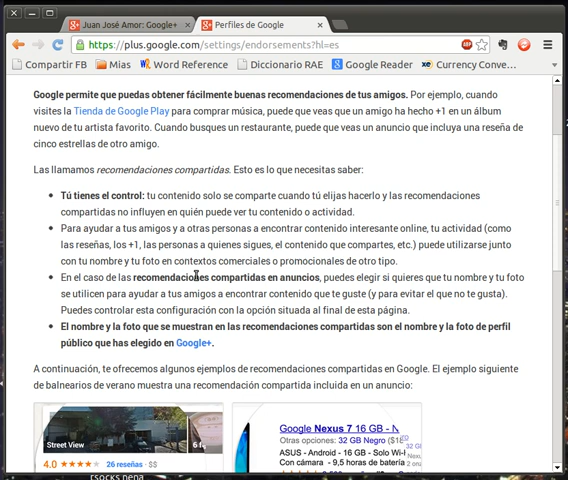 Juan José Amor: Google+
Perfiles de Google
https://plus.google.com/settings/endorsements?hl=es
Compartir FB Mias Word Reference Diccionario RAE Google Reader Currency Conve...
Google permite que puedas obtener fácilmente buenas recomendaciones de tus amigos. Por ejemplo, cuando
visites la Tienda de Google Play para comprar música, puede que veas que un amigo ha hecho +1 en un álbum
nuevo de tu artista favorito. Cuando busques un restaurante, puede que veas un anuncio que incluya una reseña de
cinco estrellas de otro amigo.
Las llamamos recomendaciones compartidas. Esto es lo que necesitas saber:
Tú tienes el control: tu contenido solo se comparte cuando tú elijas hacerlo y las recomendaciones
compartidas no influyen en quién puede ver tu contenido o actividad.
Para ayudar a tus amigos y a otras personas a encontrar contenido interesante online, tu actividad (como
las reseñas, los +1, las personas a quienes sigues, el contenido que compartes, etc.) puede utilizarse junto
con tu nombre y tu foto en contextos comerciales o promocionales de otro tipo.
En el caso de las recomendaciones compartidas en anuncios, puedes elegir si quieres que tu nombre y tu foto
se utilicen para ayudar a tus amigos a encontrar contenido que te guste (y para evitar el que no te gusta).
Puedes controlar esta configuración con la opción situada al final de esta página.
El nombre y la foto que se muestran en las recomendaciones compartidas son el nombre y la foto de perfil
público que has elegido en Google+.
A continuación, te ofrecemos algunos ejemplos de recomendaciones compartidas en Google. El ejemplo siguiente
de balnearios de verano muestra una recomendación compartida incluida en un anuncio:
Street View
4.0 26 reseñas · $$
Google Nexus 7 16 GB - N
Otras opciones: 32 GB Negro ($1
ASUS - Android - 16 GB - Solo Wi-
Con cámara - 9,5 horas de batería